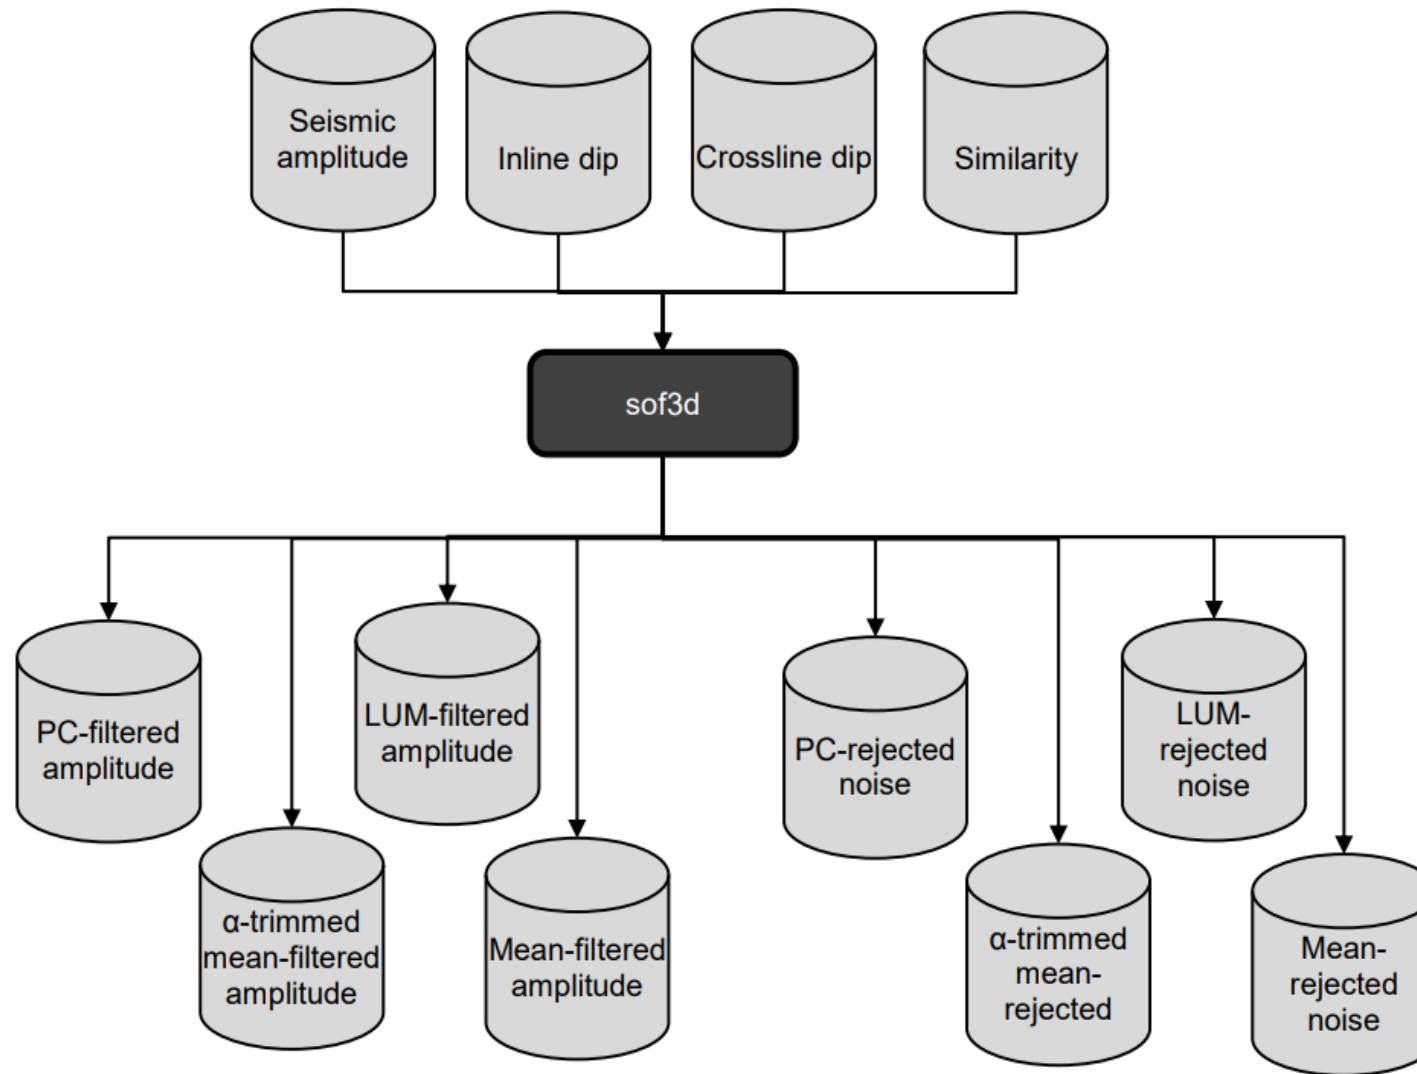 Seismic
amplitude
Inline dip
Crossline dip
Similarity
sof3d
PC-filtered
amplitude
LUM-filtered
amplitude
PC-rejected
noise
LUM-
rejected
noise
α-trimmed
mean-filtered
amplitude
Mean-filtered
amplitude
α-trimmed
mean-
rejected
Mean-
rejected
noise